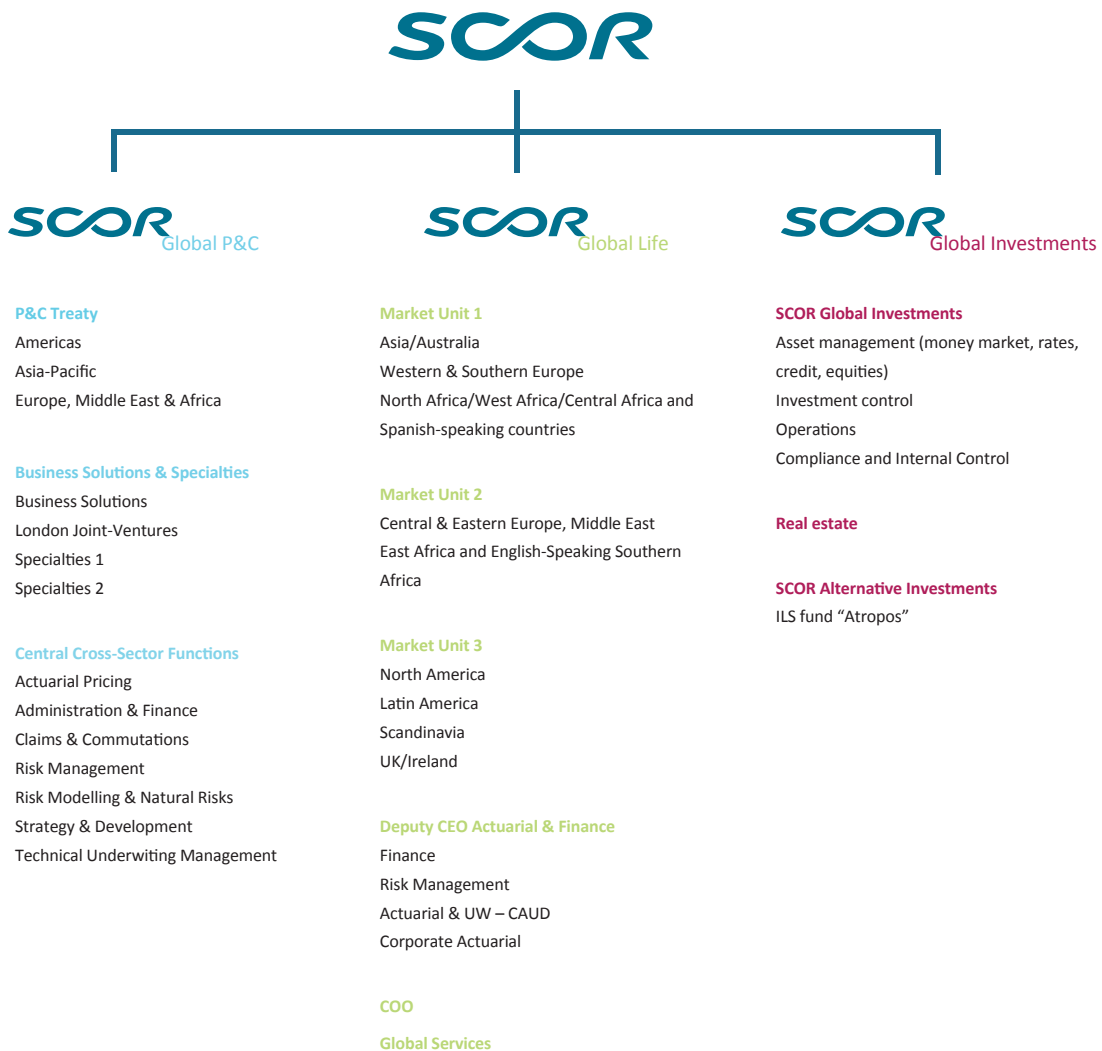 SCOR
SCOR
Global P&C
SCOR
Global Life
SCOR
Global Investments
P&C Treaty
Americas
Asia-Pacific
Europe, Middle East & Africa
Business Solutions & Specialties
Business Solutions
London Joint-Ventures
Specialties 1
Specialties 2
Central Cross-Sector Functions
Actuarial Pricing
Administration & Finance
Claims & Commutations
Risk Management
Risk Modelling & Natural Risks
Strategy & Development
Technical Underwiting Management
Market Unit 1
Asia/Australia
Western & Southern Europe
North Africa/West Africa/Central Africa and
Spanish-speaking countries
Market Unit 2
Central & Eastern Europe, Middle East
East Africa and English-Speaking Southern
Africa
Market Unit 3
North America
Latin America
Scandinavia
UK/Ireland
Deputy CEO Actuarial & Finance
Finance
Risk Management
Actuarial & UW – CAUD
Corporate Actuarial
COO
Global Services
SCOR Global Investments
Asset management (money market, rates,
credit, equities)
Investment control
Operations
Compliance and Internal Control
Real estate
SCOR Alternative Investments
ILS fund “Atropos”